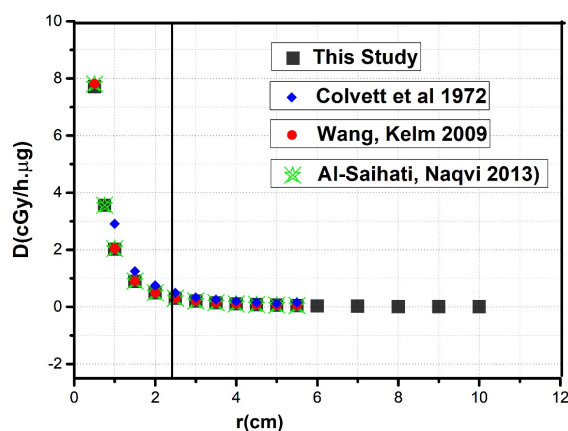 10
8
6
4
2
0
-2
D(cGy/h.μg)
This Study
Colvett et al 1972
Wang, Kelm 2009
Al-Saihati, Naqvi 2013)
0 2 4 6 8 10 12
r(cm)